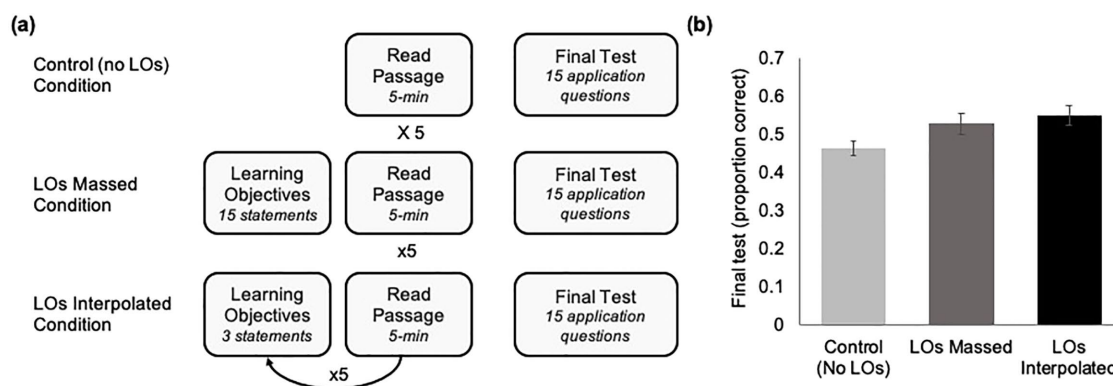 (a)
Control (no LOs)
Condition
Read
Passage
5-min
Final Test
15 application
questions
X 5
LOs Massed
Condition
Learning
Objectives
15 statements
Read
Passage
5-min
Final Test
15 application
questions
x5
LOs Interpolated
Condition
Learning
Objectives
3 statements
Read
Passage
5-min
Final Test
15 application
questions
x5
(b)
Final test (proportion correct)
0.7
0.6
0.5
0.4
0.3
0.2
0.1
0
Control
(No LOs)
LOs Massed
LOs
Interpolated